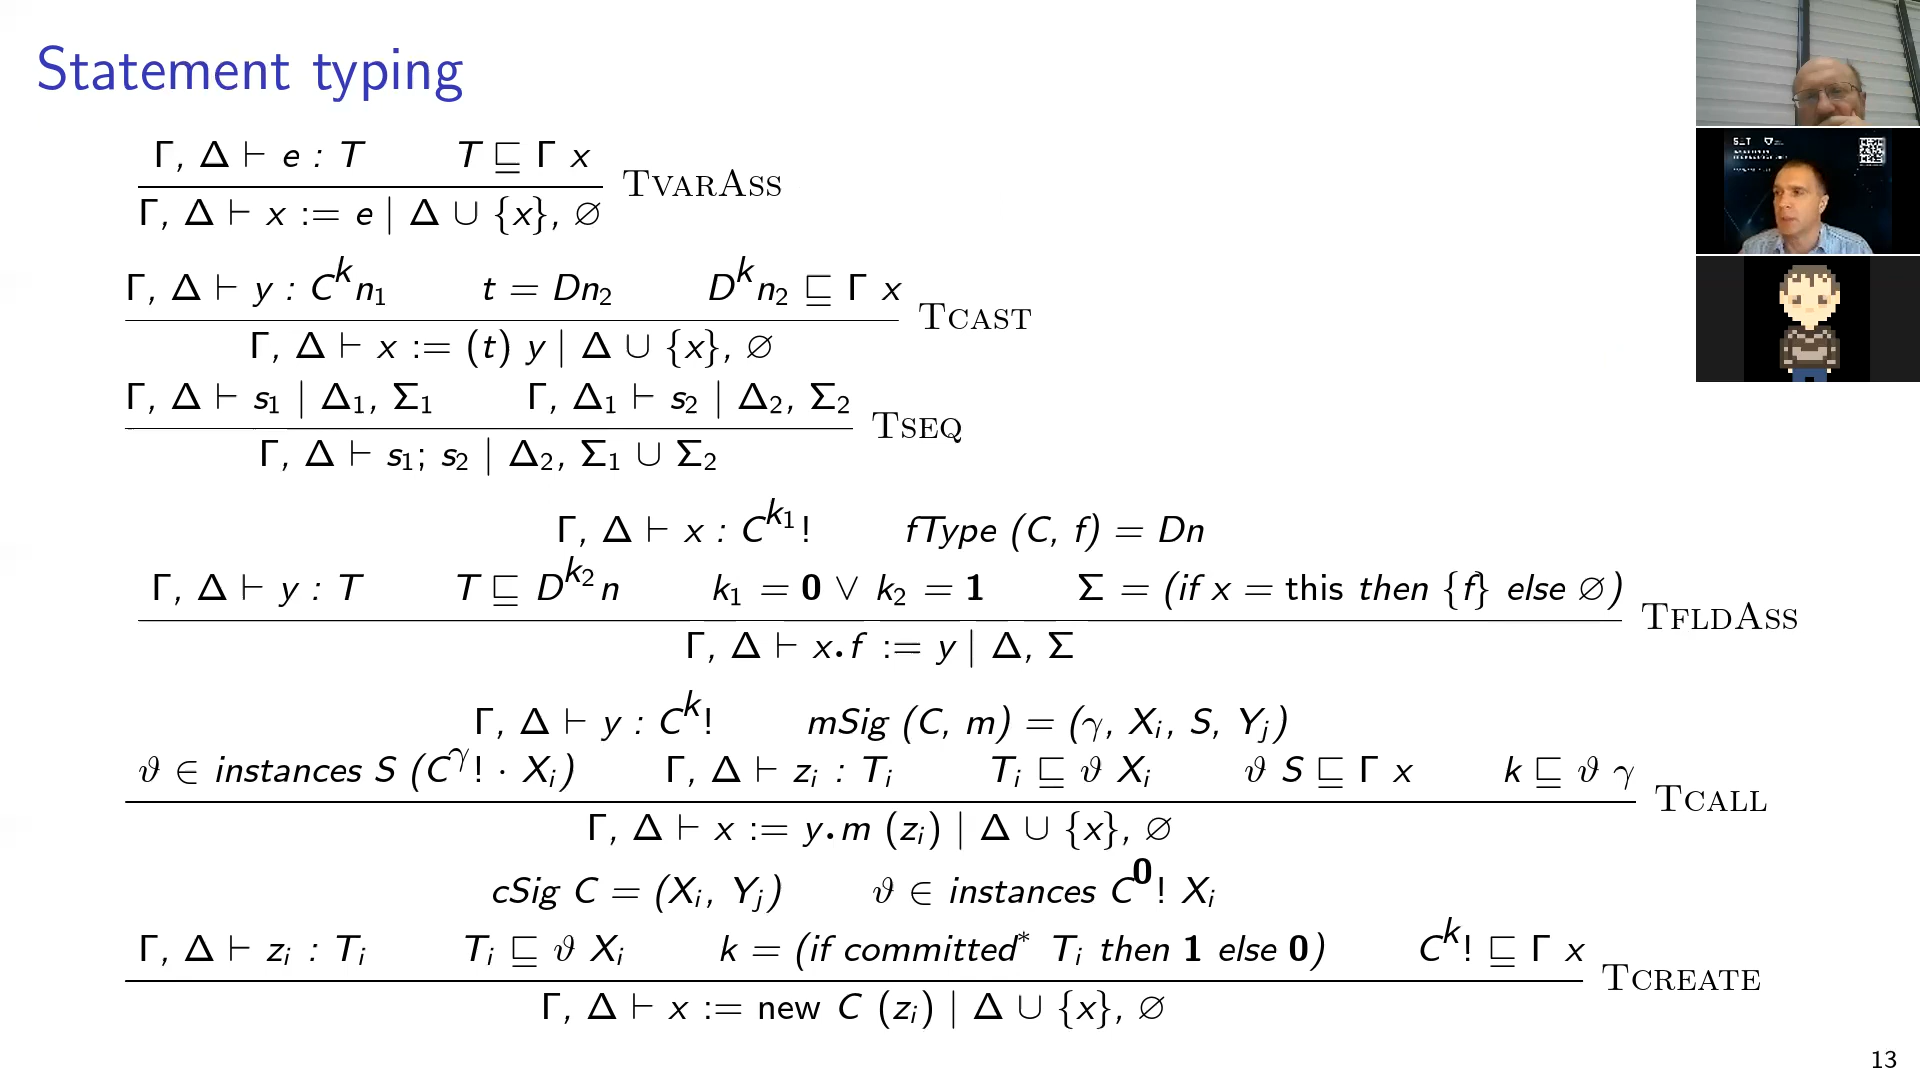 Statement typing
Γ, Δ ⊢ e : T    T ⊑ Γ x
Γ, Δ ⊢ x := e | Δ ∪ {x}, ∅    TvarAss
Γ, Δ ⊢ y : C^k n₁    t = Dn₂    D^k n₂ ⊑ Γ x
Γ, Δ ⊢ x := (t) y | Δ ∪ {x}, ∅    Tcast
Γ, Δ ⊢ s₁ | Δ₁, Σ₁    Γ, Δ₁ ⊢ s₂ | Δ₂, Σ₂
Γ, Δ ⊢ s₁; s₂ | Δ₂, Σ₁ ∪ Σ₂    Tseq
Γ, Δ ⊢ x : C^k₁ !    fType (C, f) = Dn
Γ, Δ ⊢ y : T    T ⊑ D^k₂ n    k₁ = 0 ∨ k₂ = 1    Σ = (if x = this then {f} else ∅)
Γ, Δ ⊢ x.f := y | Δ, Σ    TfldAss
Γ, Δ ⊢ y : C^k !    mSig (C, m) = (γ, Xᵢ, S, Yⱼ)
ϑ ∈ instances S (C^γ ! · Xᵢ)    Γ, Δ ⊢ zᵢ : Tᵢ    Tᵢ ⊑ ϑ Xᵢ    ϑ S ⊑ Γ x    k ⊑ ϑ γ
Γ, Δ ⊢ x := y.m (zᵢ) | Δ ∪ {x}, ∅    Tcall
cSig C = (Xᵢ, Yⱼ)    ϑ ∈ instances C^0 ! Xᵢ
Γ, Δ ⊢ zᵢ : Tᵢ    Tᵢ ⊑ ϑ Xᵢ    k = (if committed* Tᵢ then 1 else 0)    C^k ! ⊑ Γ x
Γ, Δ ⊢ x := new C (zᵢ) | Δ ∪ {x}, ∅    Tcreate
13